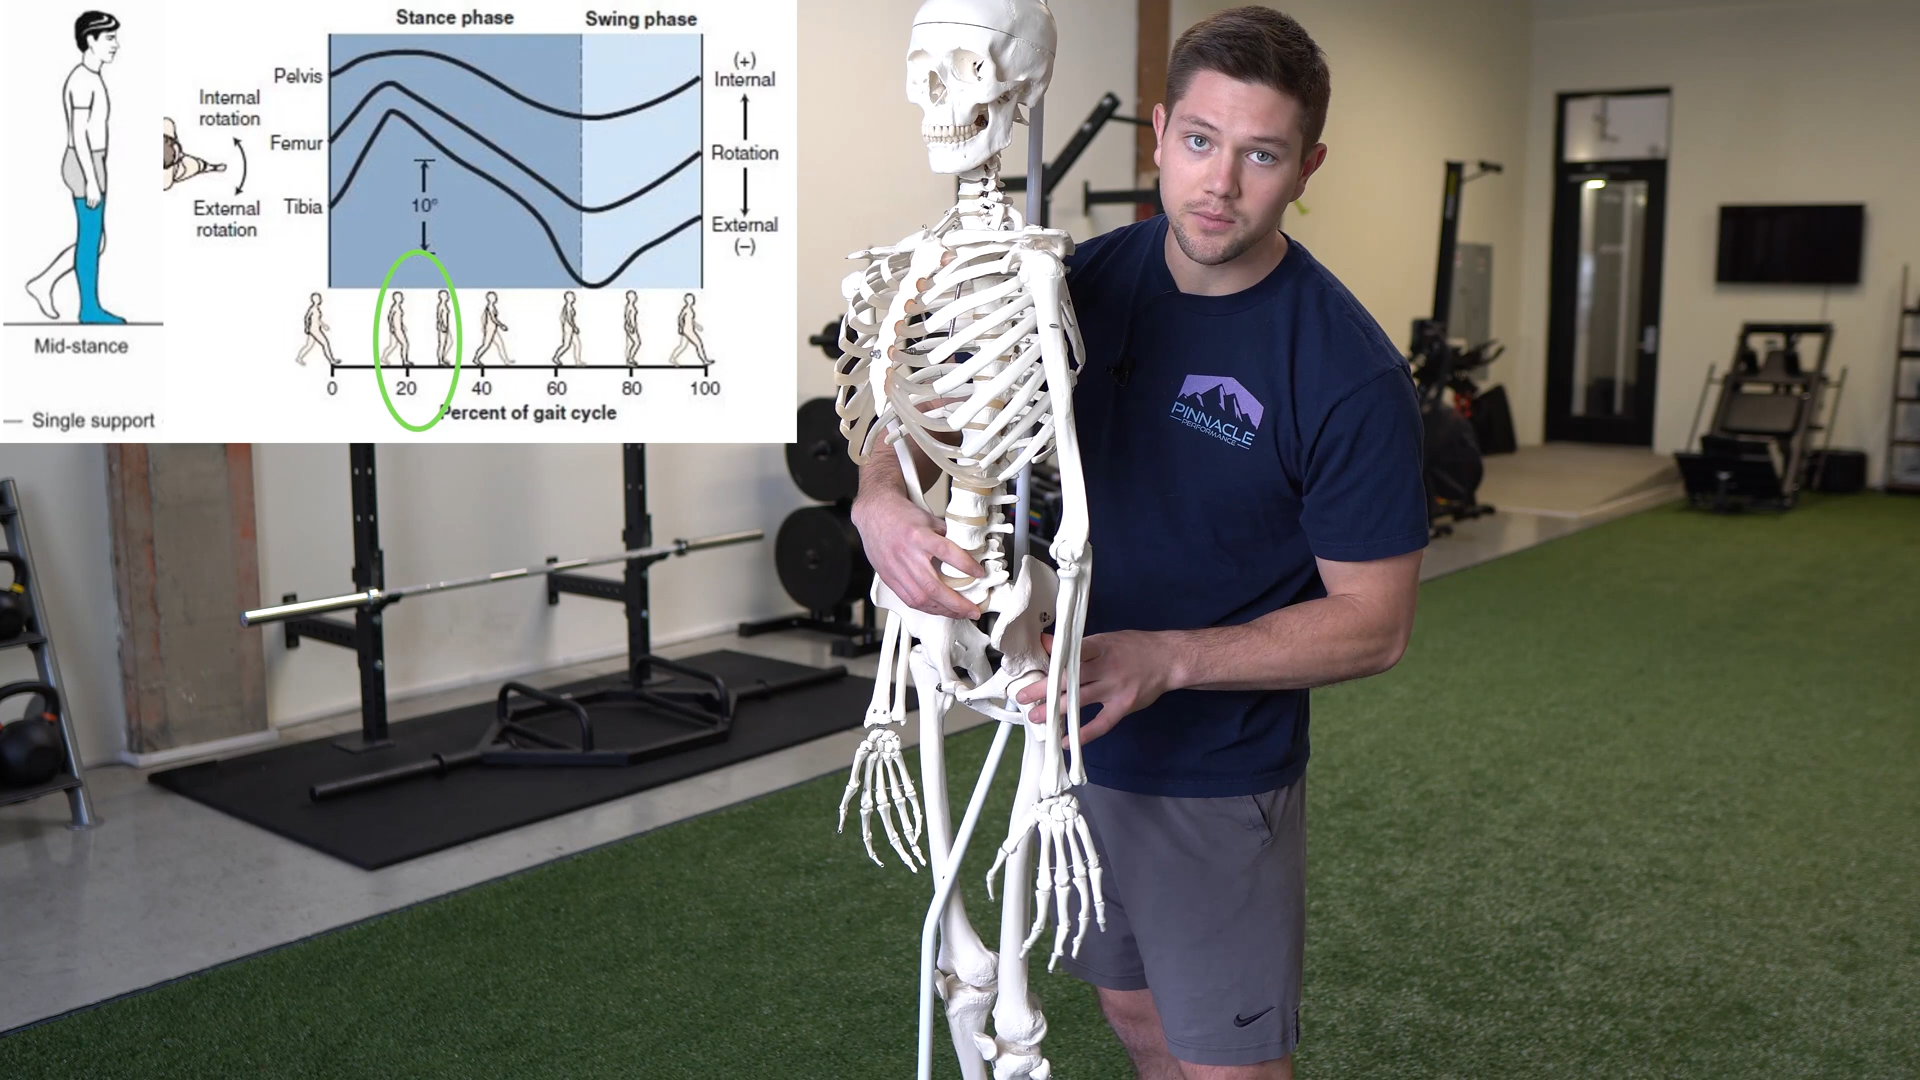 Stance phase
Swing phase
Pelvis
Femur
Tibia
Internal
rotation
External
rotation
10°
(+)
Internal
Rotation
External
(–)
0 20 40 60 80 100
Percent of gait cycle
Mid-stance
Single support
PINNACLE
PERFORMANCE